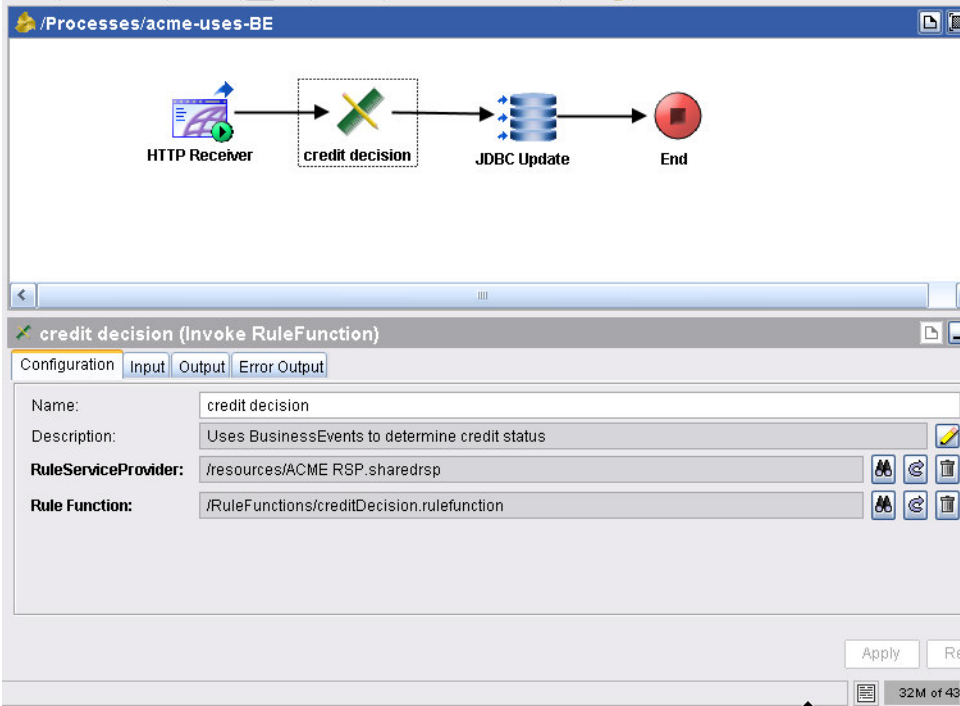 /Processes/acme-uses-BE
HTTP Receiver
credit decision
JDBC Update
End
credit decision (Invoke RuleFunction)
Configuration Input Output Error Output
Name: credit decision
Description: Uses BusinessEvents to determine credit status
RuleServiceProvider: /resources/ACME RSP.sharedrsp
Rule Function: /RuleFunctions/creditDecision.rulefunction
Apply Re
32M of 43